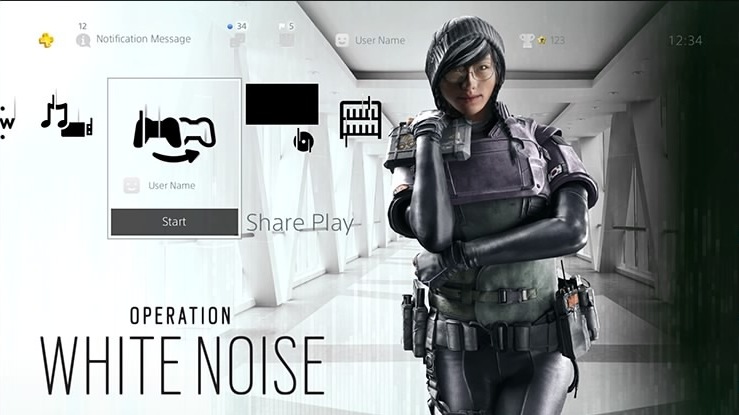 12
Notification Message
34
5
User Name
123
12:34
w
User Name
Start
Share Play
OPERATION
WHITE NOISE